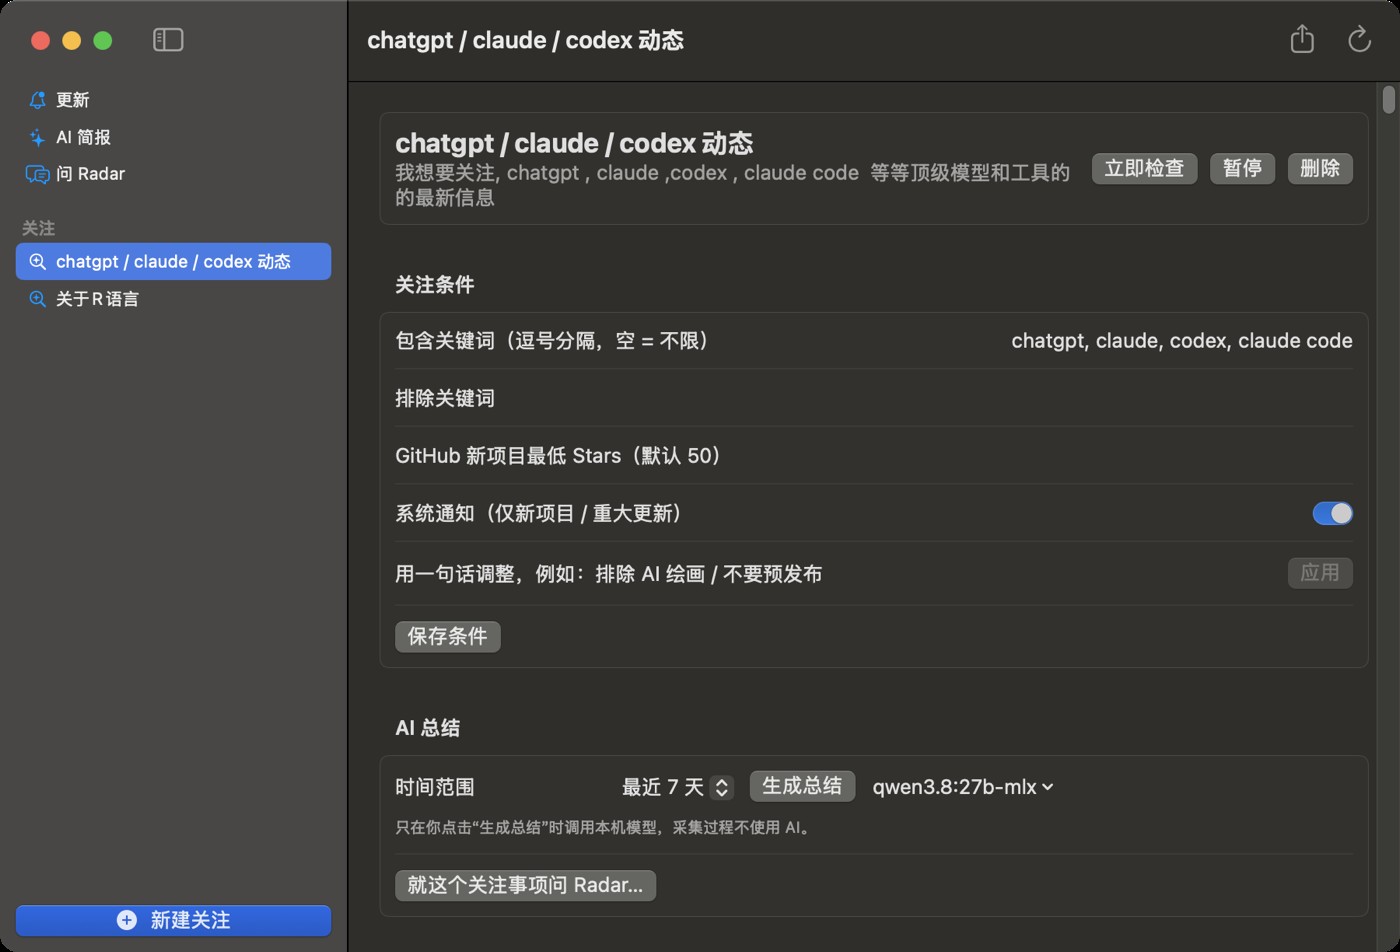 chatgpt / claude / codex 动态
更新
AI 简报
问 Radar
关注
chatgpt / claude / codex 动态
关于 R 语言
新建关注
chatgpt / claude / codex 动态
我想要关注, chatgpt , claude ,codex , claude code 等等顶级模型和工具的
的最新信息
立即检查 暂停 删除
关注条件
包含关键词（逗号分隔，空 = 不限） chatgpt, claude, codex, claude code
排除关键词
GitHub 新项目最低 Stars（默认 50）
系统通知（仅新项目 / 重大更新）
用一句话调整，例如：排除 AI 绘画 / 不要预发布 应用
保存条件
AI 总结
时间范围 最近 7 天 生成总结 qwen3.8:27b-mlx
只在你点击“生成总结”时调用本机模型，采集过程不使用 AI。
就这个关注事项问 Radar...